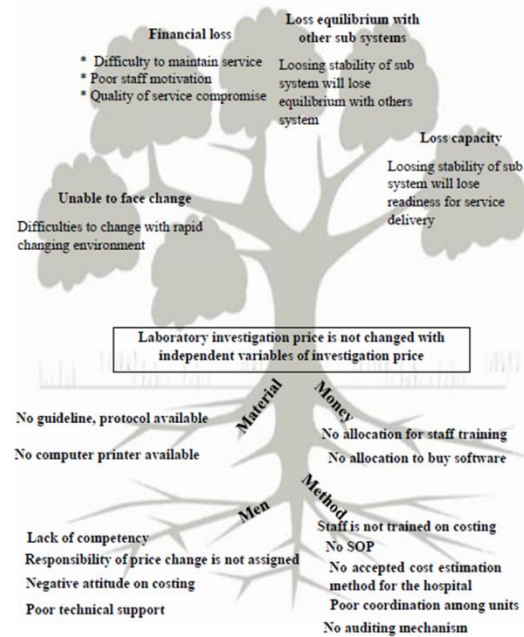 Financial loss
* Difficulty to maintain service
* Poor staff motivation
* Quality of service compromise
Loss equilibrium with
other sub systems
Loosing stability of sub
system will lose
equilibrium with others
system
Loss capacity
Loosing stability of sub
system will lose
readiness for service
delivery
Unable to face change
Difficulties to change with rapid
changing environment
Laboratory investigation price is not changed with
independent variables of investigation price
Material
No guideline, protocol available
No computer printer available
Money
No allocation for staff training
No allocation to buy software
Men
Lack of competency
Responsibility of price change is not assigned
Negative attitude on costing
Poor technical support
Method
Staff is not trained on costing
No SOP
No accepted cost estimation
method for the hospital
Poor coordination among units
No auditing mechanism